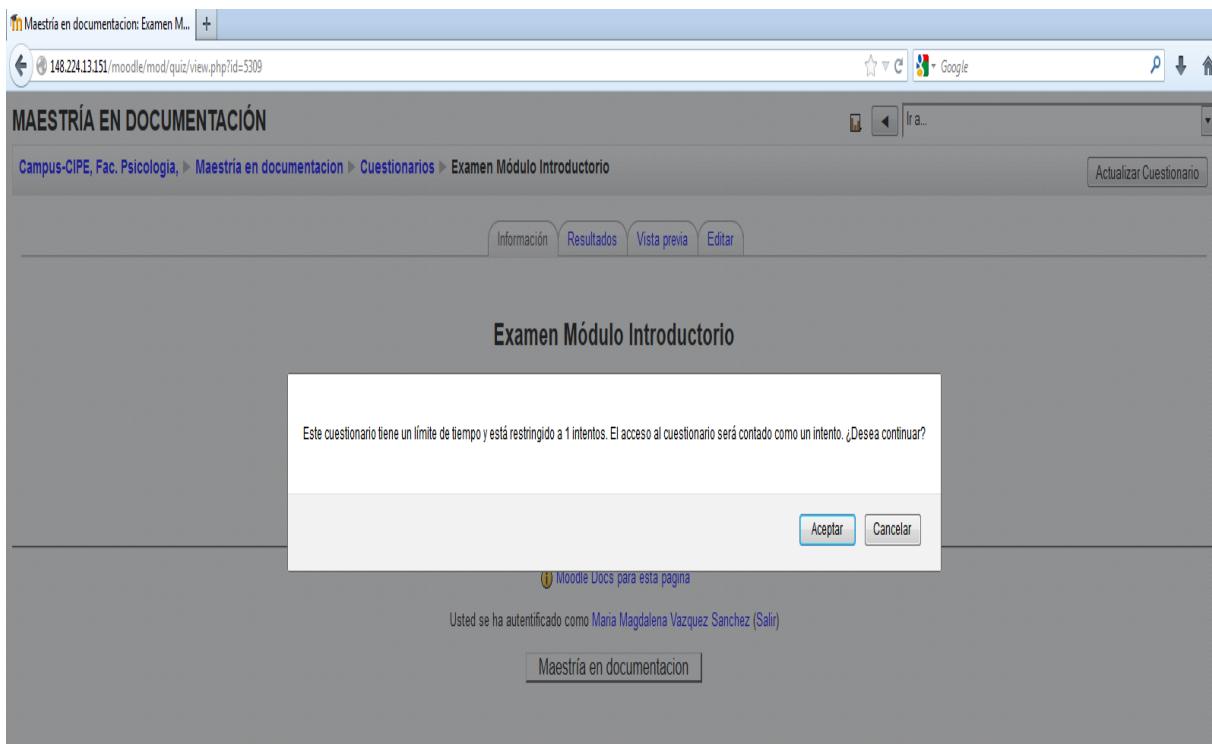 Maestría en documentacion: Examen M...
148.224.13.151/moodle/mod/quiz/view.php?id=5309
Google
MAESTRÍA EN DOCUMENTACIÓN
Ir a...
Campus-CIPE, Fac. Psicologia, Maestría en documentacion Cuestionarios Examen Módulo Introductorio
Actualizar Cuestionario
Información Resultados Vista previa Editar
Examen Módulo Introductorio
Este cuestionario tiene un límite de tiempo y está restringido a 1 intentos. El acceso al cuestionario será contado como un intento. ¿Desea continuar?
Aceptar Cancelar
Moodle Docs para esta página
Usted se ha autentificado como Maria Magdalena Vazquez Sanchez (Salir)
Maestría en documentacion